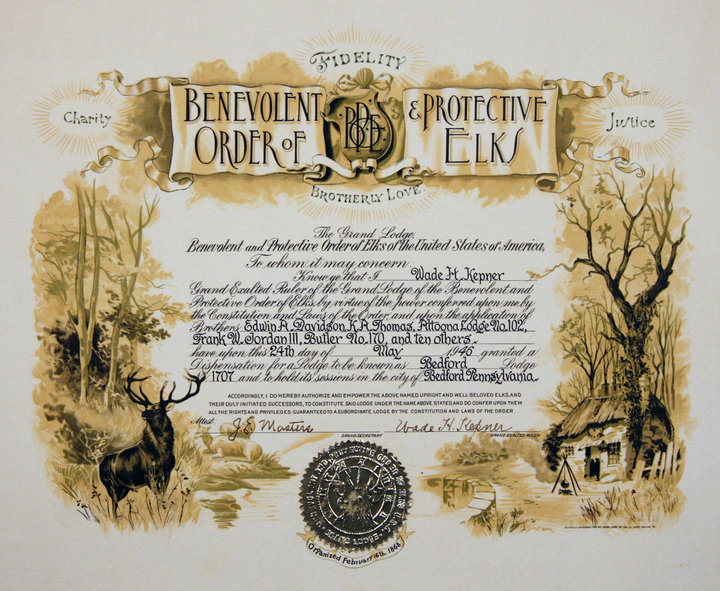 FIDELITY
Charity
BENEVOLENT
ORDER OF
BPOE
& PROTECTIVE
ELKS
Justice
BROTHERLY LOVE.
The Grand Lodge,
Benevolent and Protective Order of Elks of the United States of America,
To whom it may concern
Know ye that I Wade H. Kepner
Grand Exalted Ruler of the Grand Lodge of the Benevolent and
Protective Order of Elks, by virtue of the power conferred upon me by
the Constitution and Laws of the Order, and upon the application of
Brothers Edwin A. Davidson, K.A. Thomas, Altoona Lodge No. 102,
Frank W. Jordan III, Butler No. 170, and ten others
have upon this 24th day of May 1946 granted a
Dispensation for a Lodge to be known as Bedford Lodge
No. 1707 and to hold its sessions in the city of Bedford Pennsylvania
ACCORDINGLY, I DO HEREBY AUTHORIZE AND EMPOWER THE ABOVE NAMED UPRIGHT AND WELL-BELOVED ELKS, AND
THEIR DULY INITIATED SUCCESSORS, TO CONSTITUTE SAID LODGE UNDER THE NAME ABOVE STATED, AND DO CONFER UPON THEM
ALL THE RIGHTS AND PRIVILEGES GUARANTEED TO A SUBORDINATE LODGE BY THE CONSTITUTION AND LAWS OF THE ORDER.
Attest: J.E. Masters Wade H. Kepner
GRAND SECRETARY GRAND EXALTED RULER
Organized February 16th, 1868